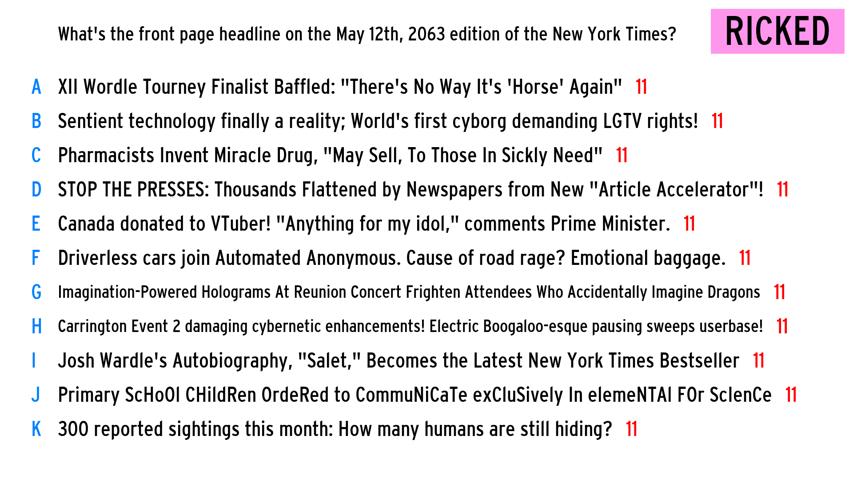 What's the front page headline on the May 12th, 2063 edition of the New York Times?
RICKED
A XII Wordle Tourney Finalist Baffled: "There's No Way It's 'Horse' Again" 11
B Sentient technology finally a reality; World's first cyborg demanding LGTV rights! 11
C Pharmacists Invent Miracle Drug, "May Sell, To Those In Sickly Need" 11
D STOP THE PRESSES: Thousands Flattened by Newspapers from New "Article Accelerator"! 11
E Canada donated to VTuber! "Anything for my idol," comments Prime Minister. 11
F Driverless cars join Automated Anonymous. Cause of road rage? Emotional baggage. 11
G Imagination-Powered Holograms At Reunion Concert Frighten Attendees Who Accidentally Imagine Dragons 11
H Carrington Event 2 damaging cybernetic enhancements! Electric Boogaloo-esque pausing sweeps userbase! 11
I Josh Wardle's Autobiography, "Salet," Becomes the Latest New York Times Bestseller 11
J Primary ScHoOl CHildRen OrdeRed to CommuNiCaTe exCluSively In elemeNTAl FOr ScIenCe 11
K 300 reported sightings this month: How many humans are still hiding? 11